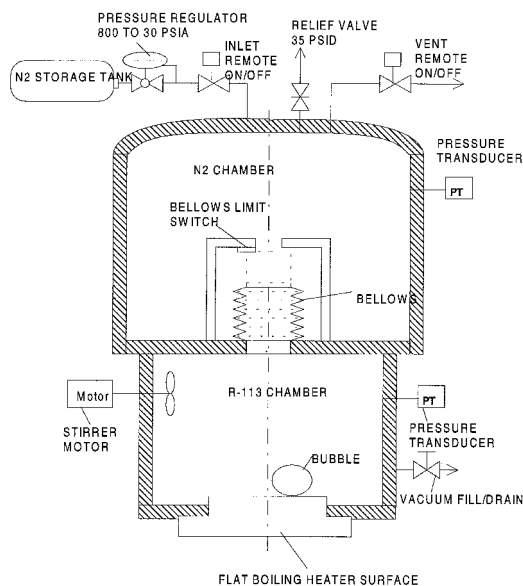 PRESSURE REGULATOR
800 TO 30 PSIA
N2 STORAGE TANK
INLET
REMOTE
ON/OFF
RELIEF VALVE
35 PSID
VENT
REMOTE
ON/OFF
PRESSURE
TRANSDUCER
PT
N2 CHAMBER
BELLOWS LIMIT
SWITCH
BELLOWS
Motor
STIRRER
MOTOR
R-113 CHAMBER
PT
PRESSURE
TRANSDUCER
BUBBLE
VACUUM FILL/DRAIN
FLAT BOILING HEATER SURFACE